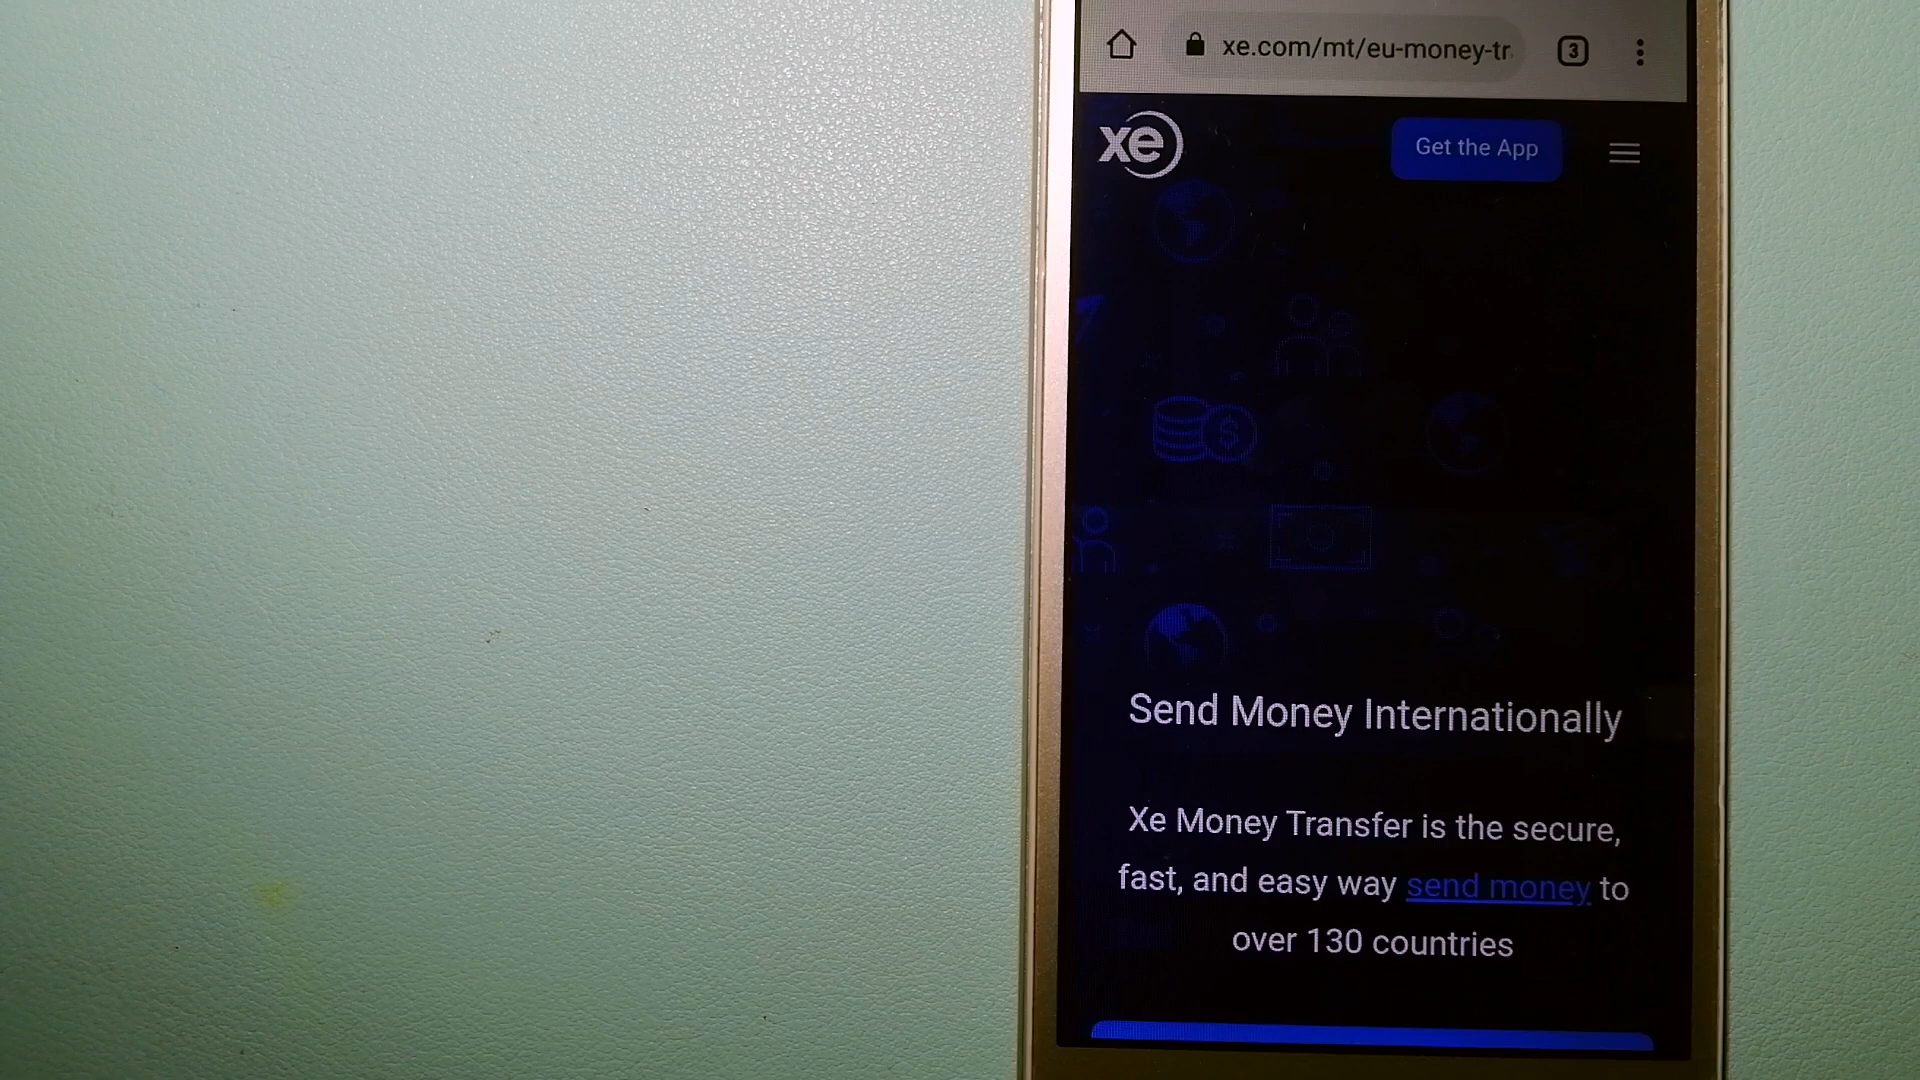 xe.com/mt/eu-money-tr
3
xe
Get the App
$
Send Money Internationally
Xe Money Transfer is the secure,
fast, and easy way send money to
over 130 countries